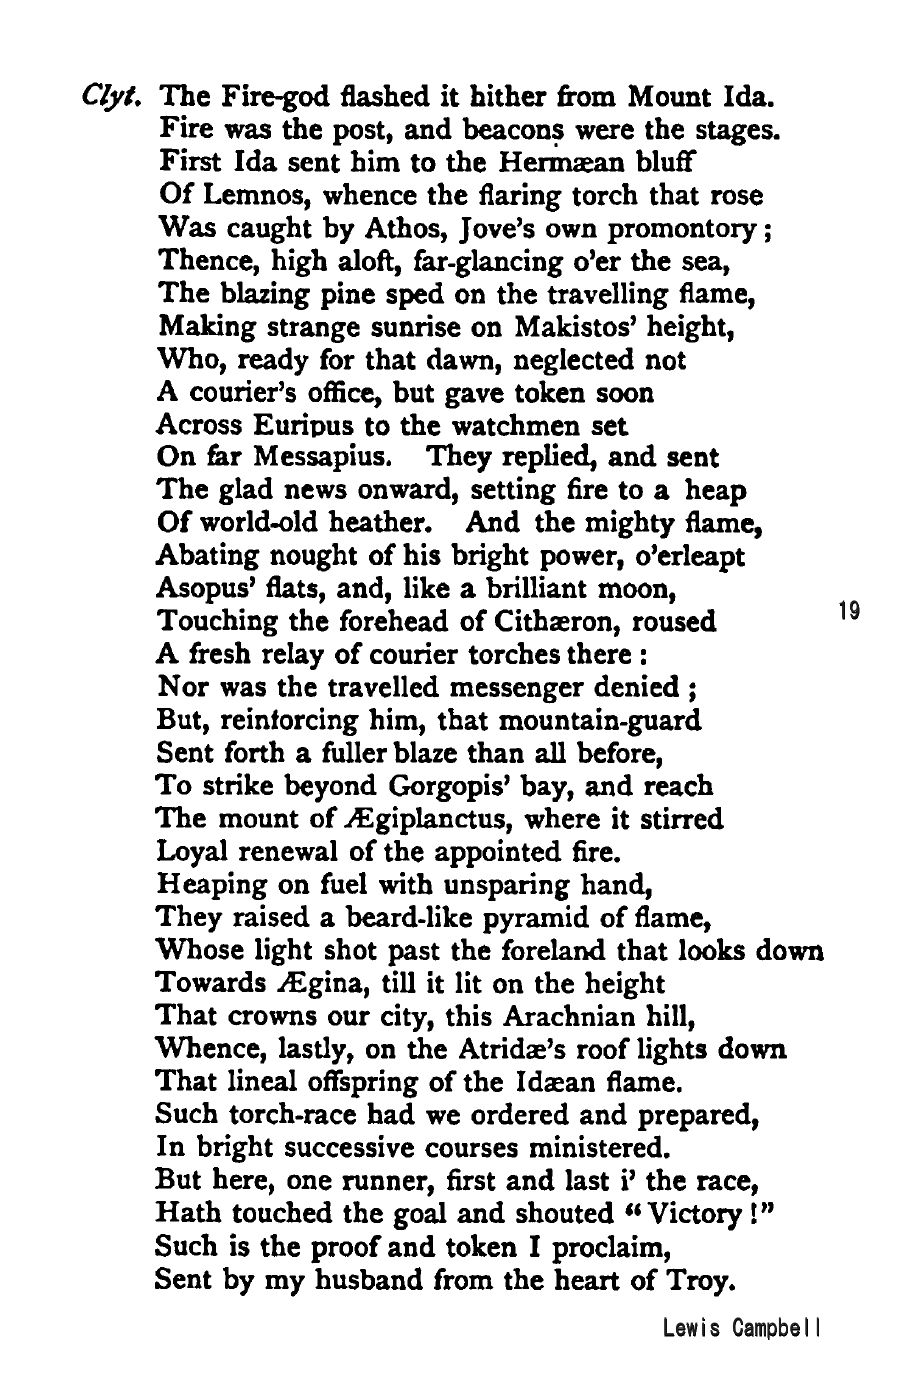 Clyt. The Fire-god flashed it hither from Mount Ida.
Fire was the post, and beacons were the stages.
First Ida sent him to the Hermæan bluff
Of Lemnos, whence the flaring torch that rose
Was caught by Athos, Jove's own promontory ;
Thence, high aloft, far-glancing o'er the sea,
The blazing pine sped on the travelling flame,
Making strange sunrise on Makistos' height,
Who, ready for that dawn, neglected not
A courier's office, but gave token soon
Across Euripus to the watchmen set
On far Messapius. They replied, and sent
The glad news onward, setting fire to a heap
Of world-old heather. And the mighty flame,
Abating nought of his bright power, o'erleapt
Asopus' flats, and, like a brilliant moon,
Touching the forehead of Cithæron, roused
19
A fresh relay of courier torches there :
Nor was the travelled messenger denied ;
But, reinforcing him, that mountain-guard
Sent forth a fuller blaze than all before,
To strike beyond Gorgopis' bay, and reach
The mount of Ægiplanctus, where it stirred
Loyal renewal of the appointed fire.
Heaping on fuel with unsparing hand,
They raised a beard-like pyramid of flame,
Whose light shot past the foreland that looks down
Towards Ægina, till it lit on the height
That crowns our city, this Arachnian hill,
Whence, lastly, on the Atridæ's roof lights down
That lineal offspring of the Idæan flame.
Such torch-race had we ordered and prepared,
In bright successive courses ministered.
But here, one runner, first and last i' the race,
Hath touched the goal and shouted "Victory !"
Such is the proof and token I proclaim,
Sent by my husband from the heart of Troy.
Lewis Campbell